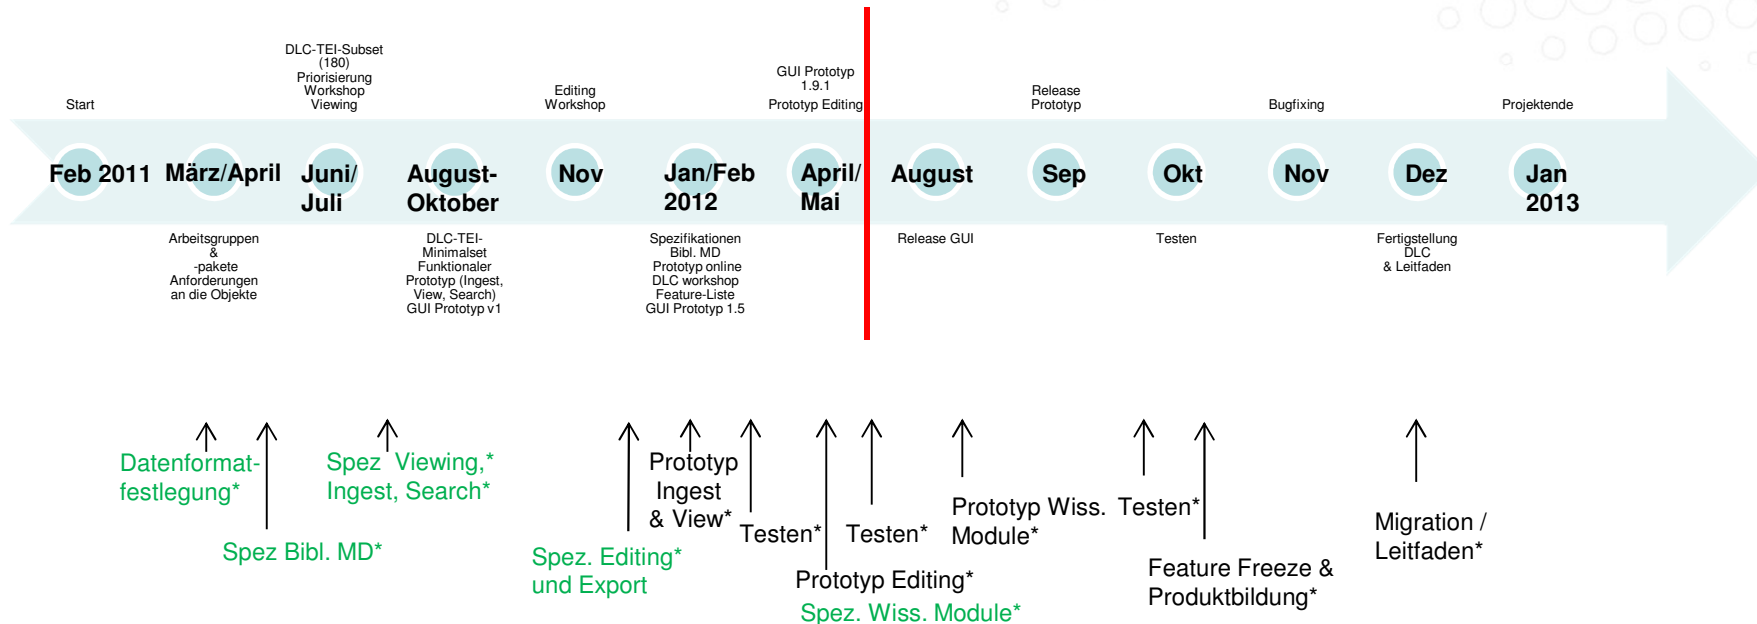 Start
DLC-TEI-Subset
(180)
Priorisierung
Workshop
Viewing
Editing
Workshop
GUI Prototyp
1.9.1
Prototyp Editing
Release
Prototyp
Bugfixing
Projektende
Feb 2011
März/April
Juni/
Juli
August-
Oktober
Nov
Jan/Feb
2012
April/
Mai
August
Sep
Okt
Nov
Dez
Jan
2013
Arbeitsgruppen
&
-pakete
Anforderungen
an die Objekte
DLC-TEI-
Minimalset
Funktionaler
Prototyp (Ingest,
View, Search)
GUI Prototyp v1
Spezifikationen
Bibl. MD
Prototyp online
DLC workshop
Feature-Liste
GUI Prototyp 1.5
Release GUI
Testen
Fertigstellung
DLC
& Leitfaden
Datenformat-
festlegung*
Spez Bibl. MD*
Spez Viewing,*
Ingest, Search*
Spez. Editing*
und Export
Prototyp
Ingest
& View*
Testen*
Prototyp Editing*
Spez. Wiss. Module*
Testen*
Prototyp Wiss.
Module*
Testen*
Feature Freeze &
Produktbildung*
Migration /
Leitfaden*